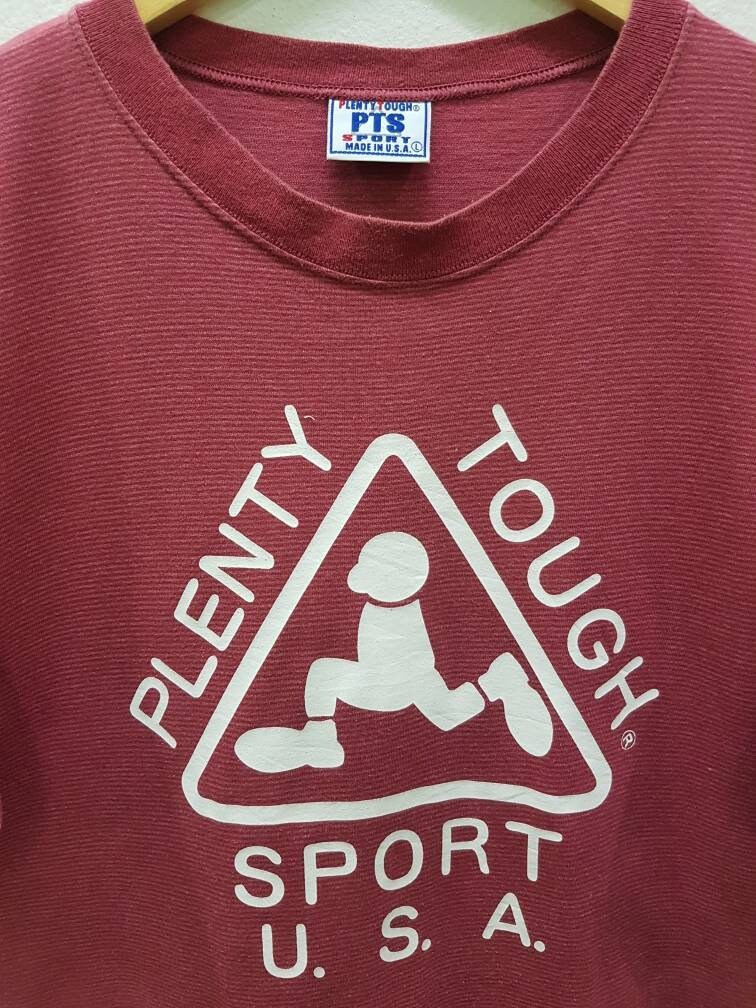 PLENTY TOUGH®
PTS
SPORT
MADE IN U.S.A. Ⓛ
PLENTY
TOUGH®
SPORT
U. S. A.